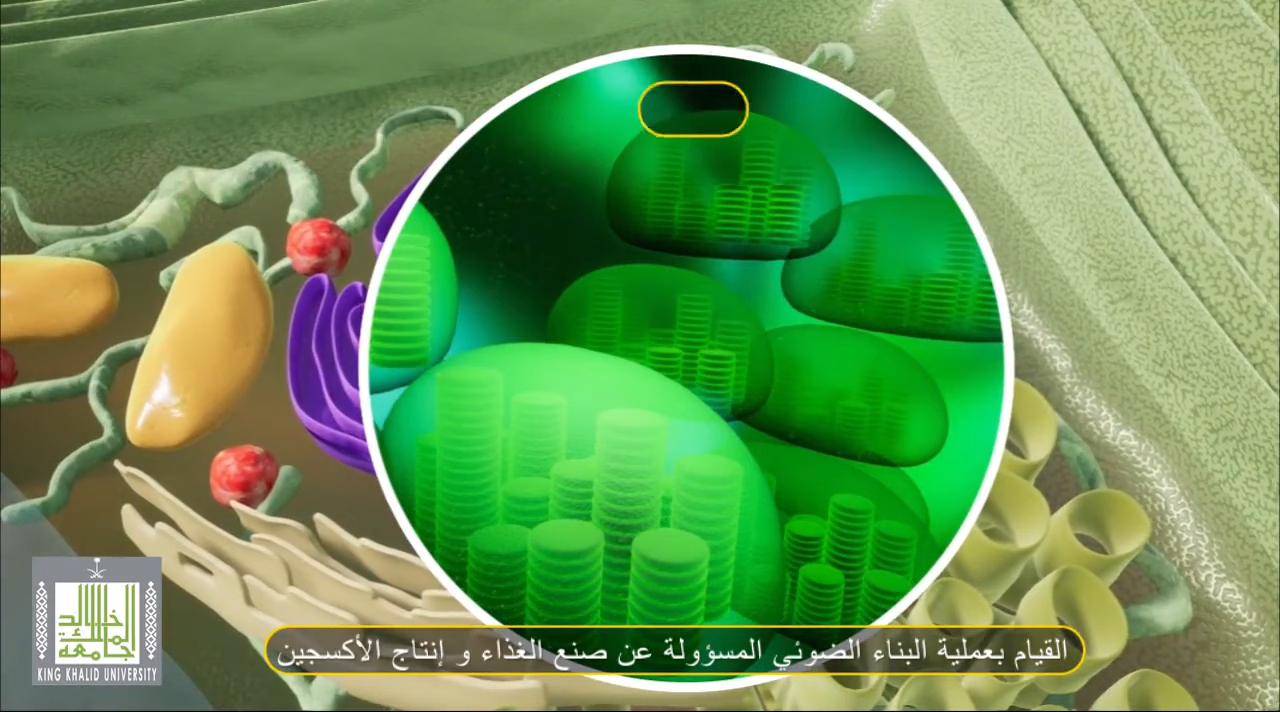 القيام بعملية البناء الضوئي المسؤولة عن صنع الغذاء و إنتاج الأكسجين
جامعة
الملك
خالد
KING KHALID UNIVERSITY